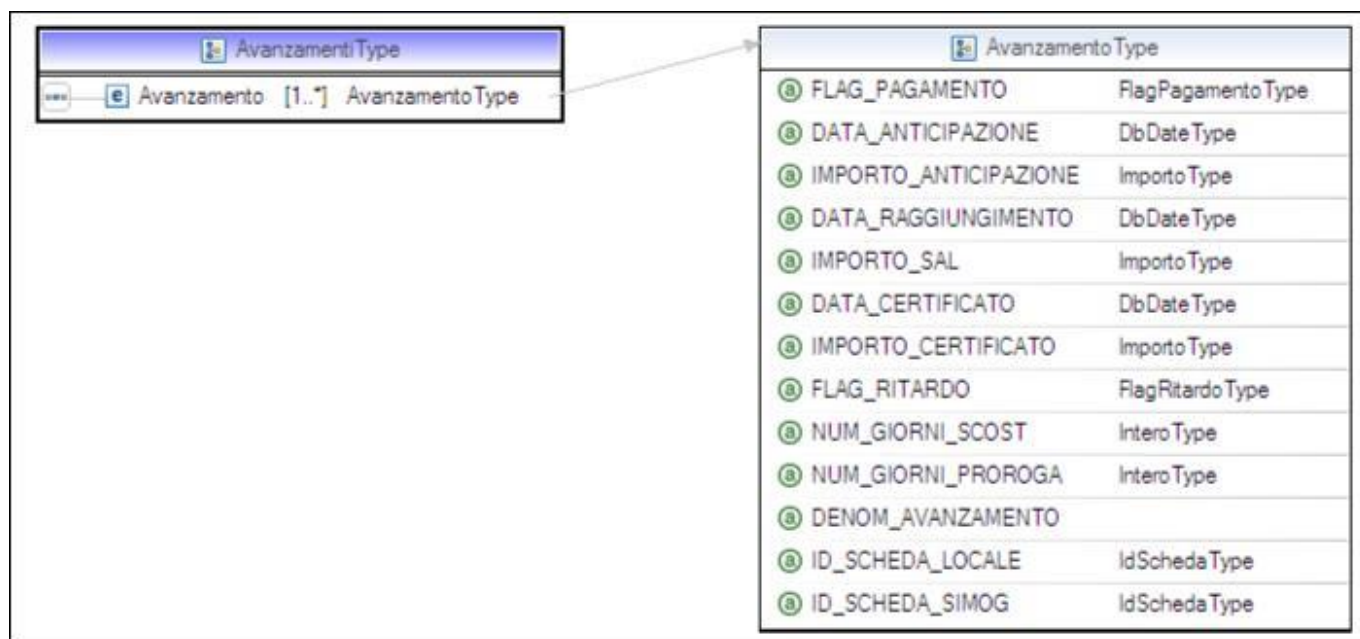 AvanzamentiType
e Avanzamento [1..*] AvanzamentoType
AvanzamentoType
a FLAG_PAGAMENTO FlagPagamentoType
a DATA_ANTICIPAZIONE DbDateType
a IMPORTO_ANTICIPAZIONE ImportoType
a DATA_RAGGIUNGIMENTO DbDateType
a IMPORTO_SAL ImportoType
a DATA_CERTIFICATO DbDateType
a IMPORTO_CERTIFICATO ImportoType
a FLAG_RITARDO FlagRitardoType
a NUM_GIORNI_SCOST InteroType
a NUM_GIORNI_PROROGA InteroType
a DENOM_AVANZAMENTO
a ID_SCHEDA_LOCALE IdSchedaType
a ID_SCHEDA_SIMOG IdSchedaType